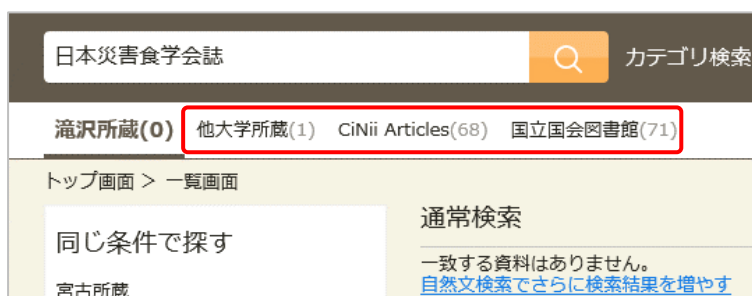 日本災害食学会誌 カテゴリ検索
滝沢所蔵(0) 他大学所蔵(1) CiNii Articles(68) 国立国会図書館(71)
トップ画面 > 一覧画面
通常検索
同じ条件で探す
一致する資料はありません。
自然文検索でさらに検索結果を増やす
宮古所蔵